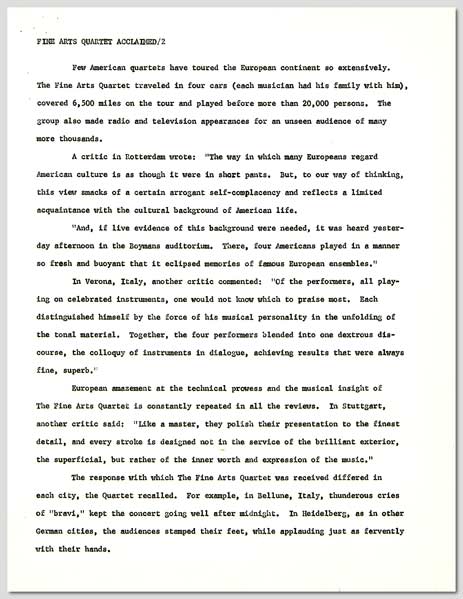 FINE ARTS QUARTET ACCLAIMED/2
Few American quartets have toured the European continent so extensively.
The Fine Arts Quartet traveled in four cars (each musician had his family with him),
covered 6,500 miles on the tour and played before more than 20,000 persons. The
group also made radio and television appearances for an unseen audience of many
more thousands.
A critic in Rotterdam wrote: "The way in which many Europeans regard
American culture is as though it were in short pants. But, to our way of thinking,
this view smacks of a certain arrogant self-complacency and reflects a limited
acquaintance with the cultural background of American life.
"And, if live evidence of this background were needed, it was heard yester-
day afternoon in the Boymans auditorium. There, four Americans played in a manner
so fresh and buoyant that it eclipsed memories of famous European ensembles."
In Verona, Italy, another critic commented: "Of the performers, all play-
ing on celebrated instruments, one would not know which to praise most. Each
distinguished himself by the force of his musical personality in the unfolding of
the tonal material. Together, the four performers blended into one dextrous dis-
course, the colloquy of instruments in dialogue, achieving results that were always
fine, superb."
European amazement at the technical prowess and the musical insight of
The Fine Arts Quartet is constantly repeated in all the reviews. In Stuttgart,
another critic said: "Like a master, they polish their presentation to the finest
detail, and every stroke is designed not in the service of the brilliant exterior,
the superficial, but rather of the inner worth and expression of the music."
The response with which The Fine Arts Quartet was received differed in
each city, the Quartet recalled. For example, in Bellune, Italy, thunderous cries
of "bravi," kept the concert going well after midnight. In Heidelberg, as in other
German cities, the audiences stamped their feet, while applauding just as fervently
with their hands.